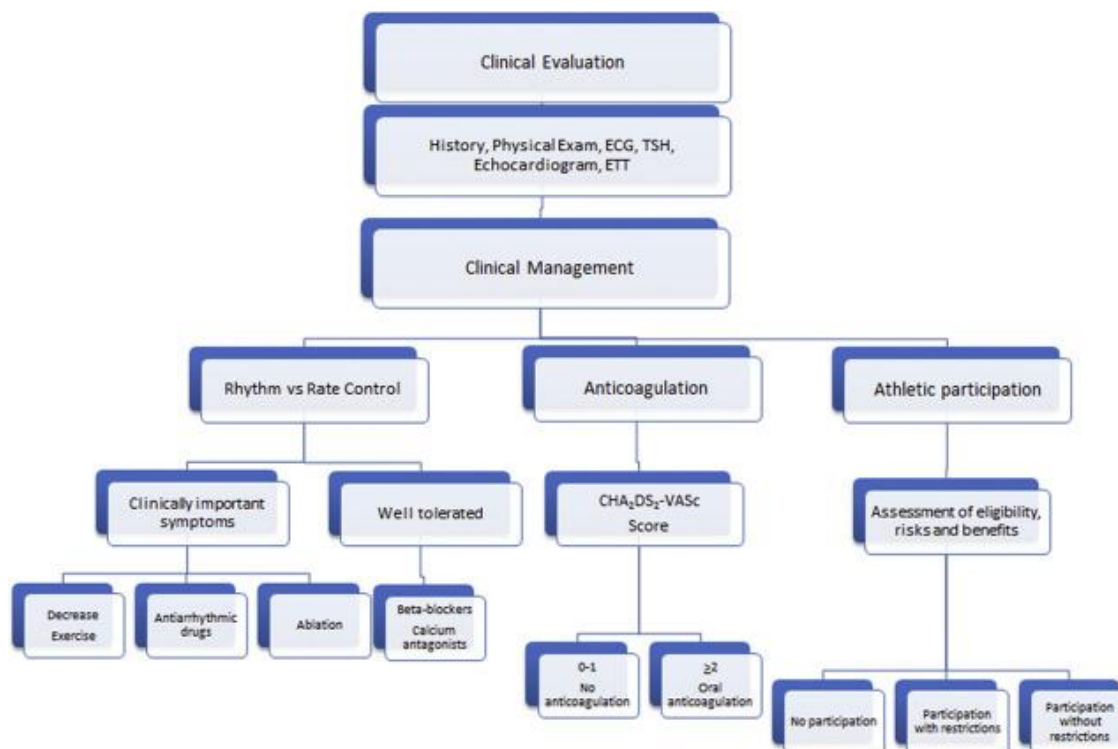 Clinical Evaluation
History, Physical Exam, ECG, TSH,
Echocardiogram, ETT
Clinical Management
Rhythm vs Rate Control
Anticoagulation
Athletic participation
Clinically important
symptoms
Well tolerated
CHA₂DS₂-VASc
Score
Assessment of eligibility,
risks and benefits
Decrease
Exercise
Antiarrhythmic
drugs
Ablation
Beta-blockers
Calcium
antagonists
0-1
No
anticoagulation
≥2
Oral
anticoagulation
No participation
Participation
with restrictions
Participation
without
restrictions